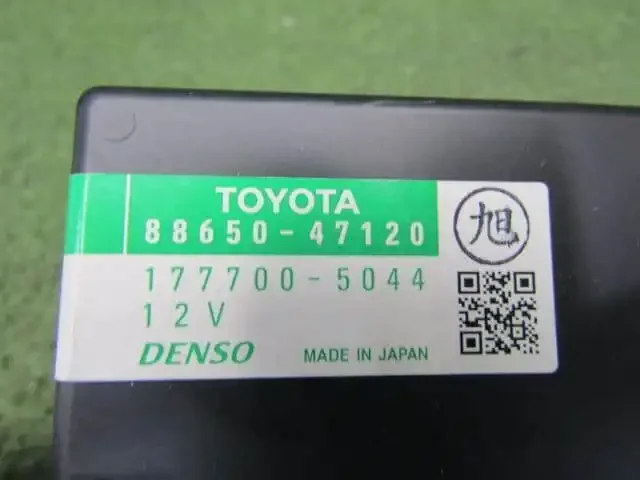 TOYOTA
88650-47120
旭
177700-5044
12V
DENSO
MADE IN JAPAN